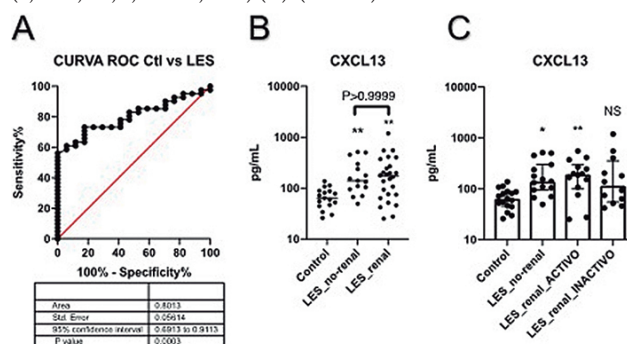 A
CURVA ROC Ctl vs LES
Sensitivity%
100
80
60
40
20
0
0 20 40 60 80 100
100% - Specificity%
Area 0.8013
Std. Error 0.05614
95% confidence interval 0.6913 to 0.9113
P value 0.0003
B
CXCL13
pg/mL
10000
1000
100
10
P>0.9999
**
**
Control
LES_no-renal
LES_renal
C
CXCL13
pg/mL
10000
1000
100
10
*
**
NS
Control
LES_no-renal
LES_renal_ACTIVO
LES_renal_INACTIVO